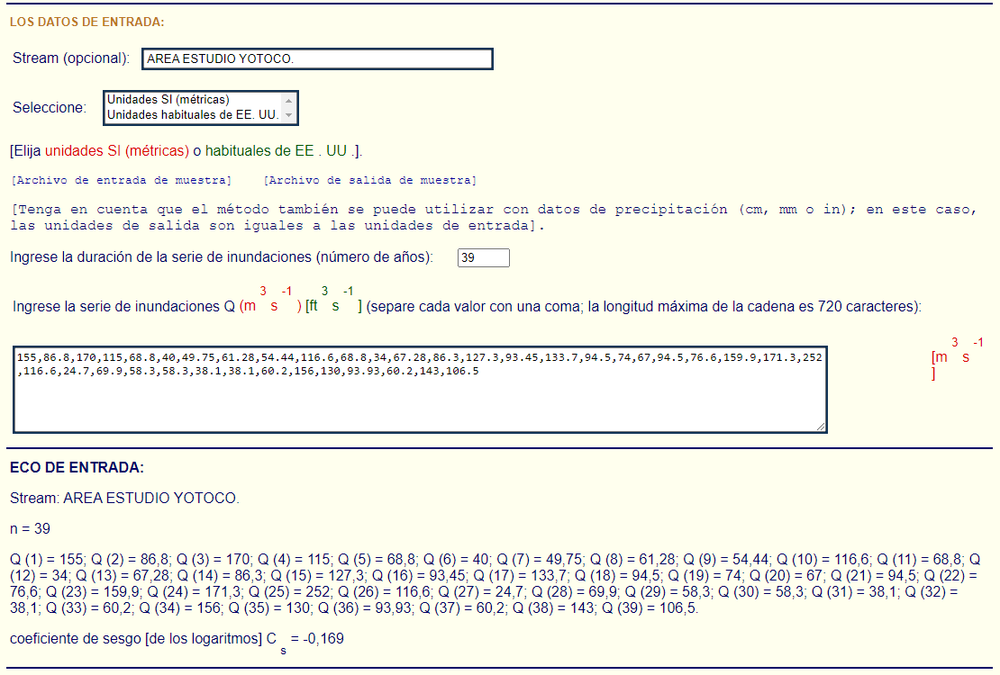 LOS DATOS DE ENTRADA:
Stream (opcional): AREA ESTUDIO YOTOCO.
Seleccione: Unidades SI (métricas)
Unidades habituales de EE. UU.
[Elija unidades SI (métricas) o habituales de EE . UU .].
[Archivo de entrada de muestra] [Archivo de salida de muestra]
[Tenga en cuenta que el método también se puede utilizar con datos de precipitación (cm, mm o in); en este caso,
las unidades de salida son iguales a las unidades de entrada].
Ingrese la duración de la serie de inundaciones (número de años): 39
Ingrese la serie de inundaciones Q (m 3 s -1 ) [ft 3 s -1 ] (separe cada valor con una coma; la longitud máxima de la cadena es 720 caracteres):
155,86.8,170,115,68.8,40,49.75,61.28,54.44,116.6,68.8,34,67.28,86.3,127.3,93.45,133.7,94.5,74,67,94.5,76.6,159.9,171.3,252
,116.6,24.7,69.9,58.3,58.3,38.1,38.1,60.2,156,130,93.93,60.2,143,106.5
[m 3 s -1 ]
ECO DE ENTRADA:
Stream: AREA ESTUDIO YOTOCO.
n = 39
Q (1) = 155; Q (2) = 86,8; Q (3) = 170; Q (4) = 115; Q (5) = 68,8; Q (6) = 40; Q (7) = 49,75; Q (8) = 61,28; Q (9) = 54,44; Q (10) = 116,6; Q (11) = 68,8; Q
(12) = 34; Q (13) = 67,28; Q (14) = 86,3; Q (15) = 127,3; Q (16) = 93,45; Q (17) = 133,7; Q (18) = 94,5; Q (19) = 74; Q (20) = 67; Q (21) = 94,5; Q (22) =
76,6; Q (23) = 159,9; Q (24) = 171,3; Q (25) = 252; Q (26) = 116,6; Q (27) = 24,7; Q (28) = 69,9; Q (29) = 58,3; Q (30) = 58,3; Q (31) = 38,1; Q (32) =
38,1; Q (33) = 60,2; Q (34) = 156; Q (35) = 130; Q (36) = 93,93; Q (37) = 60,2; Q (38) = 143; Q (39) = 106,5.
coeficiente de sesgo [de los logaritmos] C s = -0,169